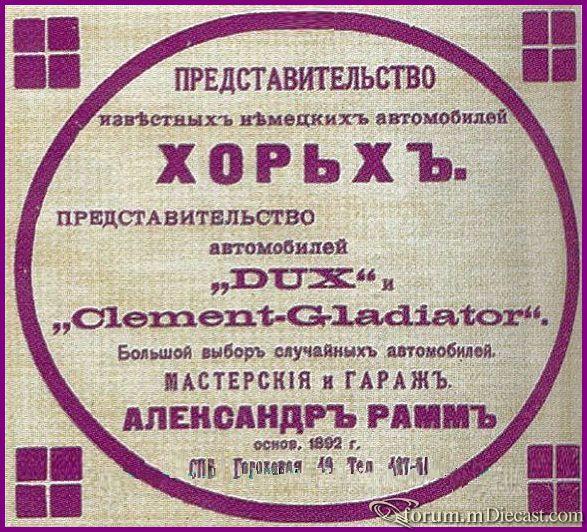 ПРЕДСТАВИТЕЛЬСТВО
извѣстныхъ нѣмецкихъ автомобилей
ХОРЬХЪ.
ПРЕДСТАВИТЕЛЬСТВО
автомобилей
„DUX“ и
„Clement-Gladiator“.
Большой выборъ случайныхъ автомобилей.
МАСТЕРСКІЯ и ГАРАЖЪ.
АЛЕКСАНДРЪ РАММЪ
основ. 1892 г.
СПБ Гороховая 49 Тел
forum.mDiecast.com